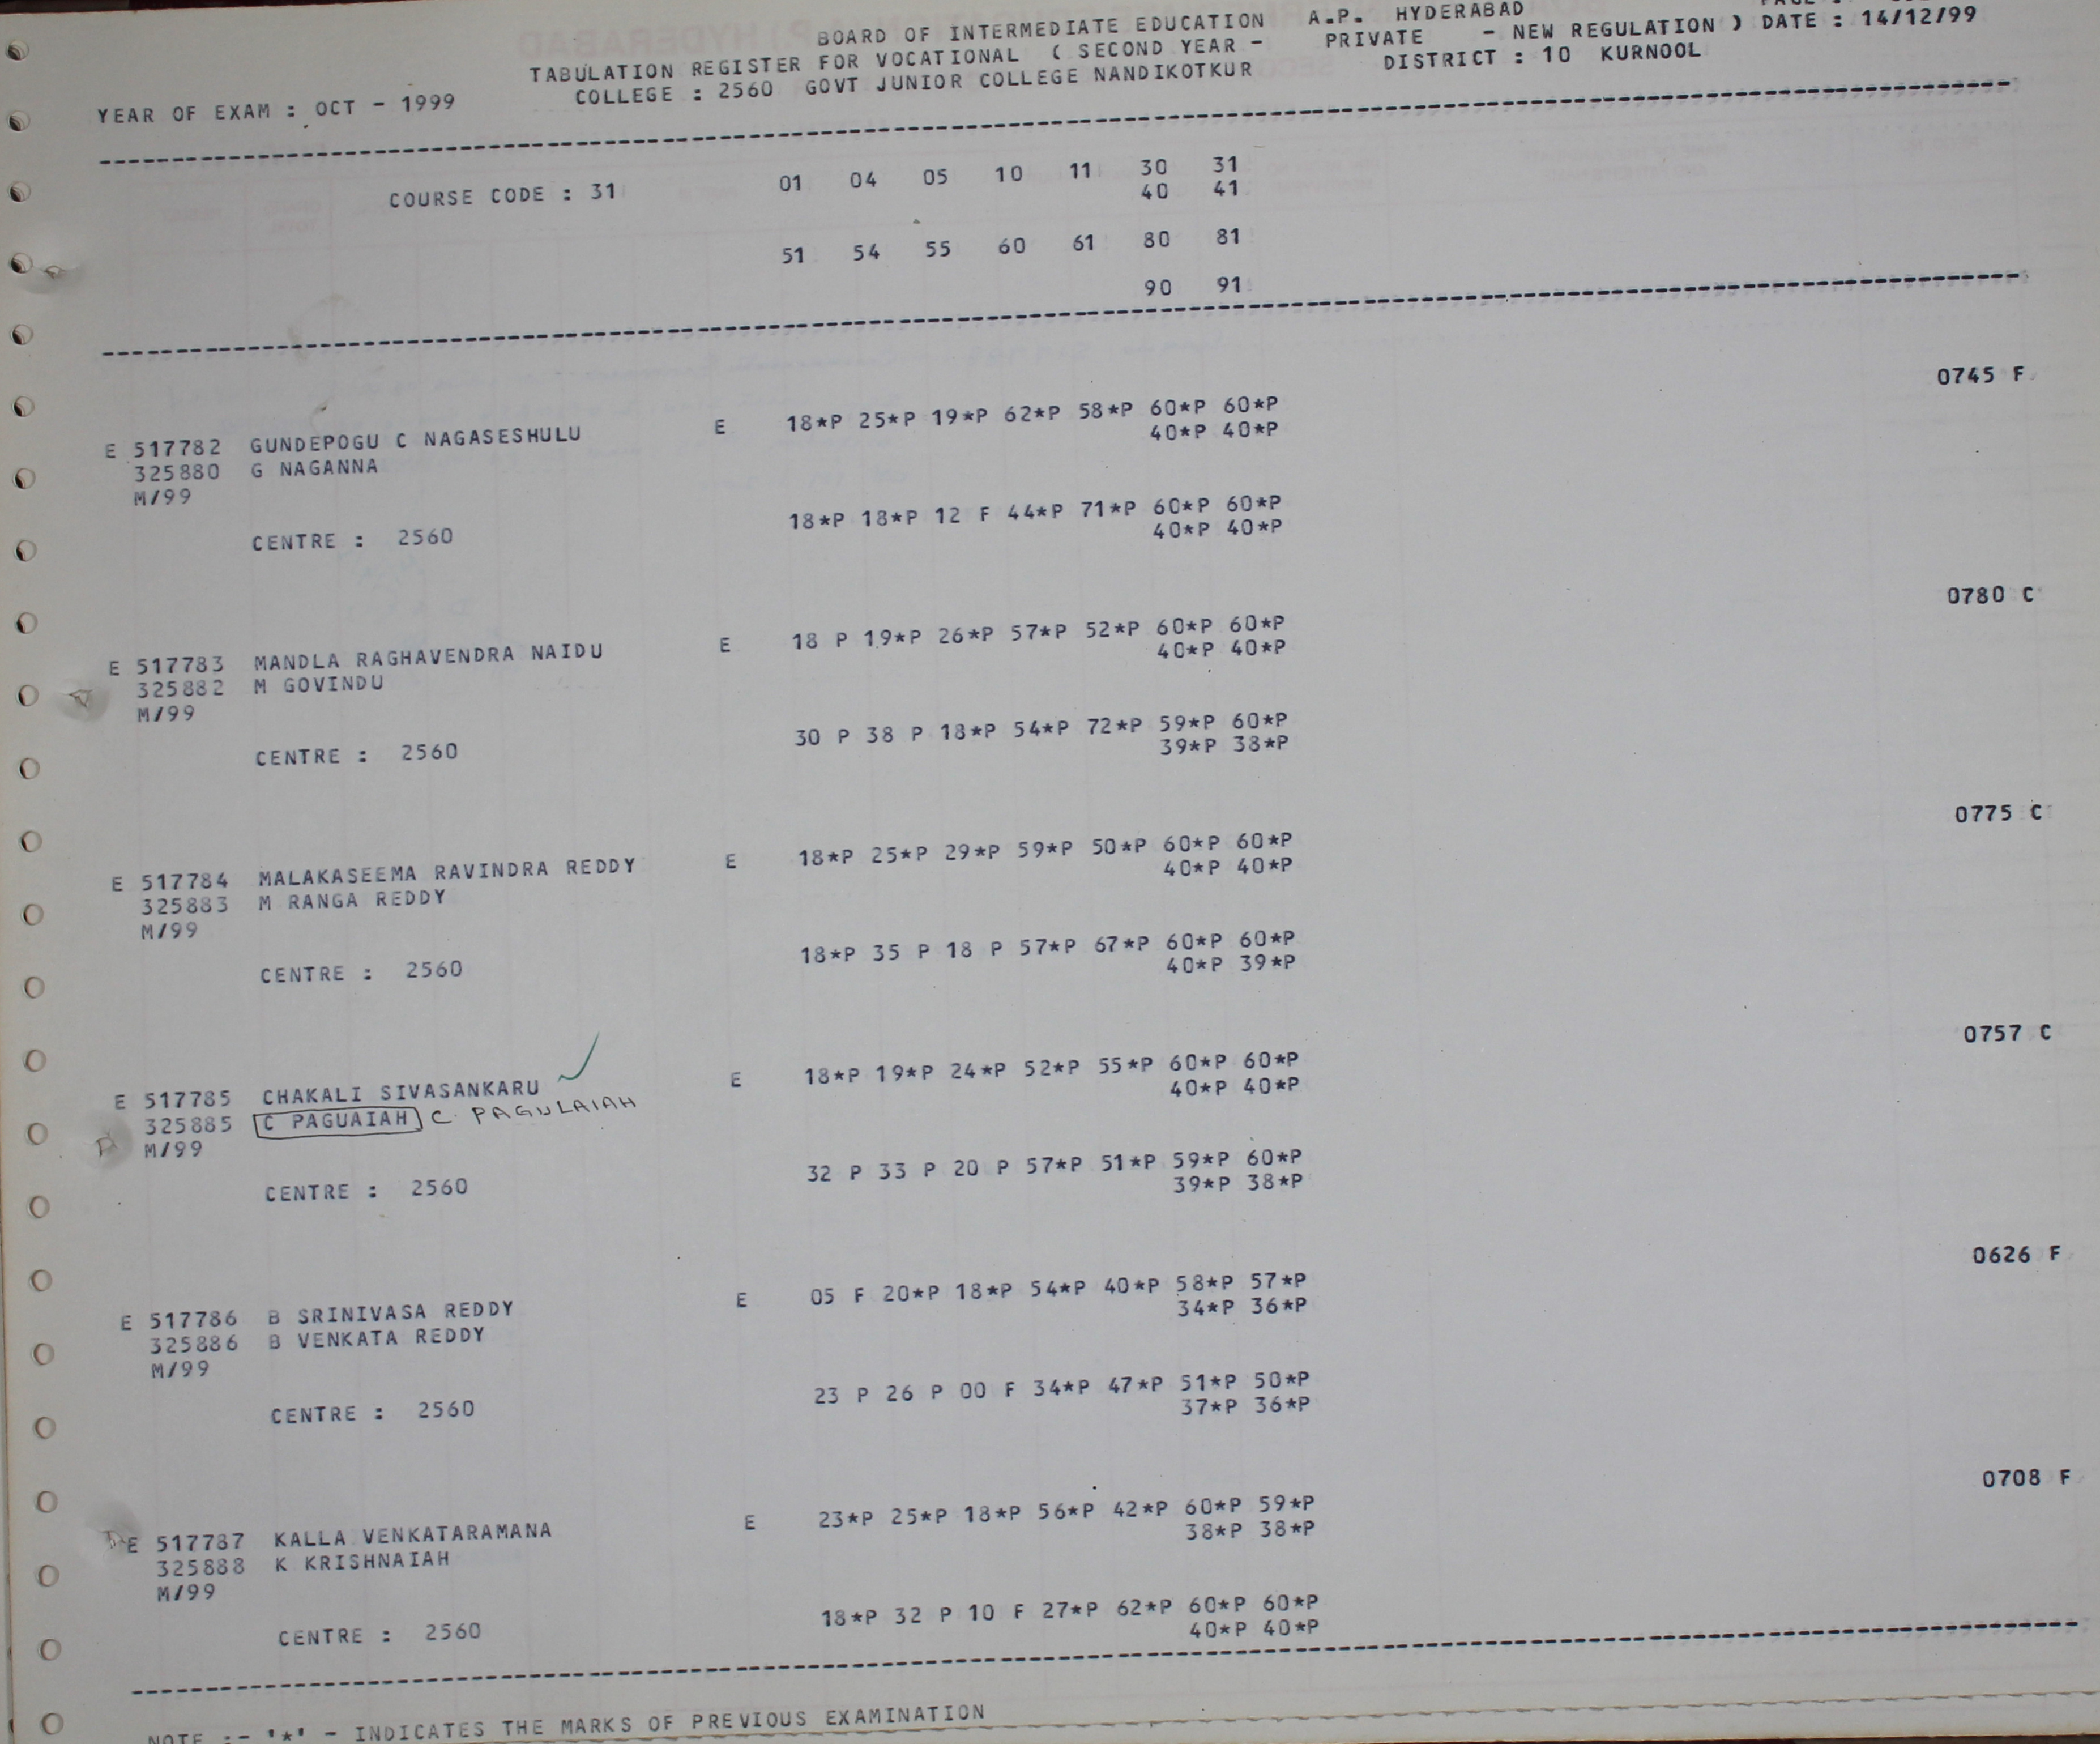 BOARD OF INTERMEDIATE EDUCATION A.P. HYDERABAD
TABULATION REGISTER FOR VOCATIONAL ( SECOND YEAR - PRIVATE - NEW REGULATION ) DATE : 14/12/99
YEAR OF EXAM : OCT - 1999 COLLEGE : 2560 GOVT JUNIOR COLLEGE NANDIKOTKUR DISTRICT : 10 KURNOOL
COURSE CODE : 31 01 04 05 10 11 30 31
40 41
51 54 55 60 61 80 81
90 91
0745 F
E 517782 GUNDEPOGU C NAGASESHULU E 18*P 25*P 19*P 62*P 58*P 60*P 60*P
325880 G NAGANNA 40*P 40*P
M/99
CENTRE : 2560 18*P 18*P 12 F 44*P 71*P 60*P 60*P
40*P 40*P
0780 C
E 517783 MANDLA RAGHAVENDRA NAIDU E 18 P 19*P 26*P 57*P 52*P 60*P 60*P
325882 M GOVINDU 40*P 40*P
M/99
CENTRE : 2560 30 P 38 P 18*P 54*P 72*P 59*P 60*P
39*P 38*P
0775 C
E 517784 MALAKASEEMA RAVINDRA REDDY E 18*P 25*P 29*P 59*P 50*P 60*P 60*P
325883 M RANGA REDDY 40*P 40*P
M/99
CENTRE : 2560 18*P 35 P 18 P 57*P 67*P 60*P 60*P
40*P 39*P
0757 C
E 517785 CHAKALI SIVASANKARU E 18*P 19*P 24*P 52*P 55*P 60*P 60*P
325885 C PAGUAIAH C. PAGULAIAH 40*P 40*P
M/99
CENTRE : 2560 32 P 33 P 20 P 57*P 51*P 59*P 60*P
39*P 38*P
0626 F
E 517786 B SRINIVASA REDDY E 05 F 20*P 18*P 54*P 40*P 58*P 57*P
325886 B VENKATA REDDY 34*P 36*P
M/99
CENTRE : 2560 23 P 26 P 00 F 34*P 47*P 51*P 50*P
37*P 36*P
0708 F
E 517787 KALLA VENKATARAMANA E 23*P 25*P 18*P 56*P 42*P 60*P 59*P
325888 K KRISHNAIAH 38*P 38*P
M/99
CENTRE : 2560 18*P 32 P 10 F 27*P 62*P 60*P 60*P
40*P 40*P
NOTE :- '*' - INDICATES THE MARKS OF PREVIOUS EXAMINATION